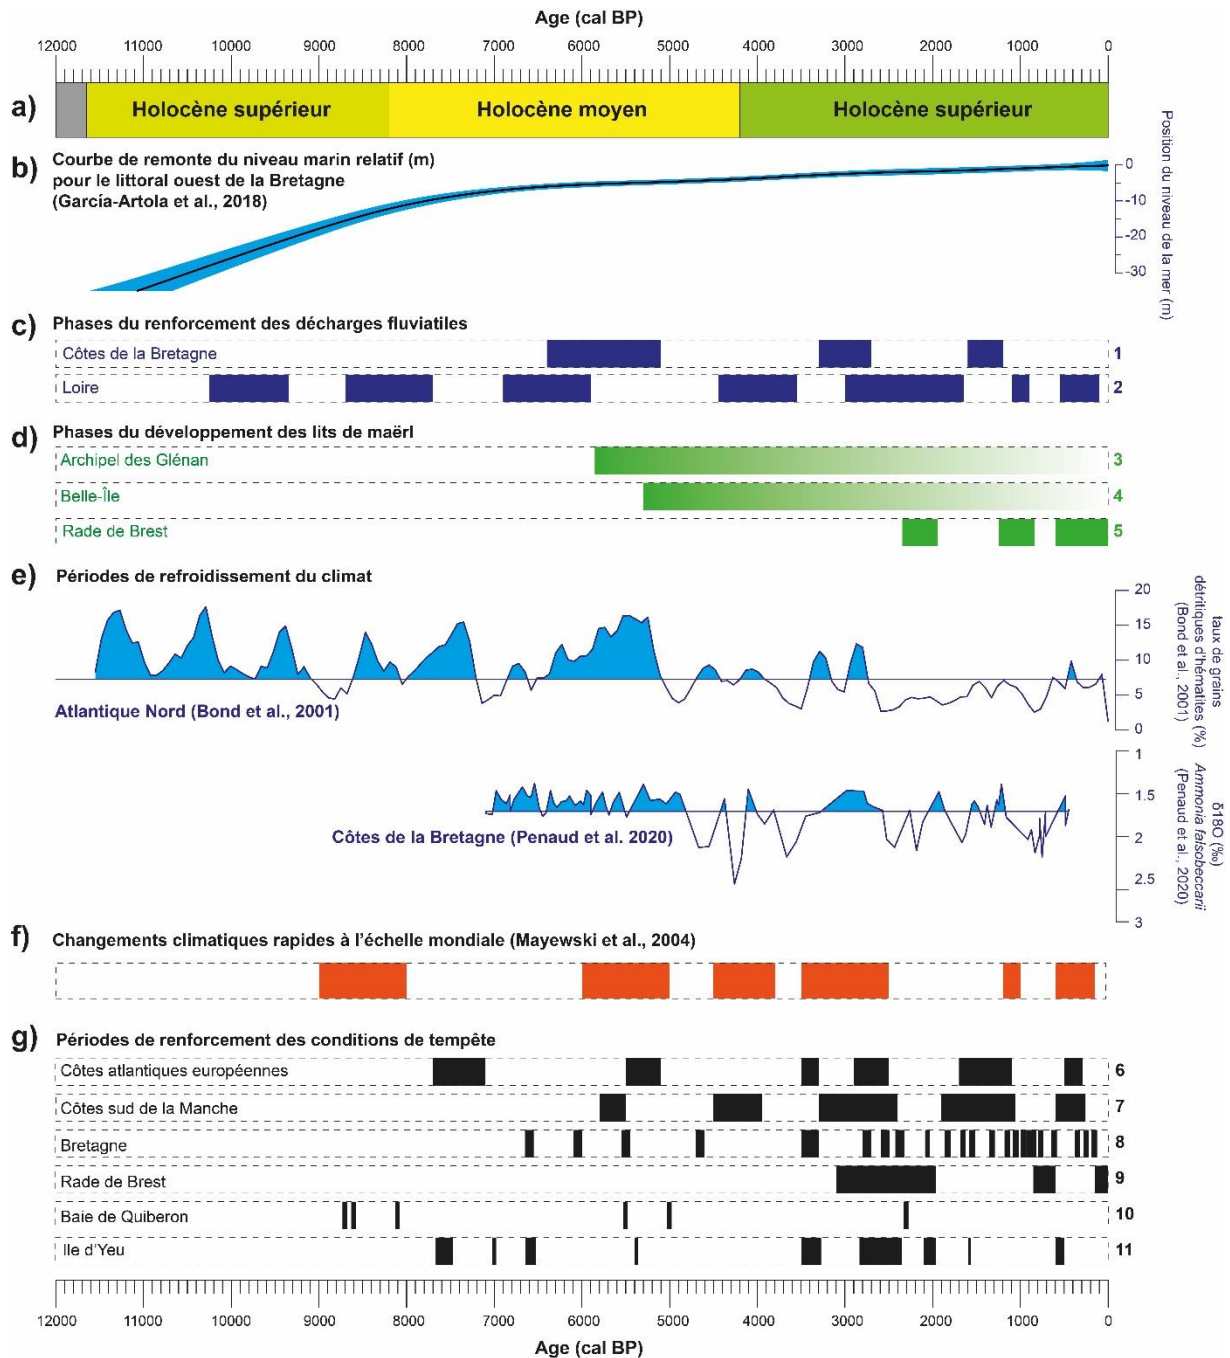 Age (cal BP)
12000 11000 10000 9000 8000 7000 6000 5000 4000 3000 2000 1000 0
a)
Holocène supérieur
Holocène moyen
Holocène supérieur
b)
Courbe de remonte du niveau marin relatif (m)
pour le littoral ouest de la Bretagne
(García-Artola et al., 2018)
0
-10
-20
-30
Position du niveau de la mer (m)
c)
Phases du renforcement des décharges fluviatiles
Côtes de la Bretagne 1
Loire 2
d)
Phases du développement des lits de maërl
Archipel des Glénan 3
Belle-Île 4
Rade de Brest 5
e)
Périodes de refroidissement du climat
20
15
10
5
0
taux de grains
détritiques d'hématites (%)
(Bond et al., 2001)
Atlantique Nord (Bond et al., 2001)
1
1.5
2
2.5
3
δ18O (‰)
Ammonia falsobeccarii
(Penaud et al., 2020)
Côtes de la Bretagne (Penaud et al. 2020)
f)
Changements climatiques rapides à l'échelle mondiale (Mayewski et al., 2004)
g)
Périodes de renforcement des conditions de tempête
Côtes atlantiques européennes 6
Côtes sud de la Manche 7
Bretagne 8
Rade de Brest 9
Baie de Quiberon 10
Ile d'Yeu 11
12000 11000 10000 9000 8000 7000 6000 5000 4000 3000 2000 1000 0
Age (cal BP)